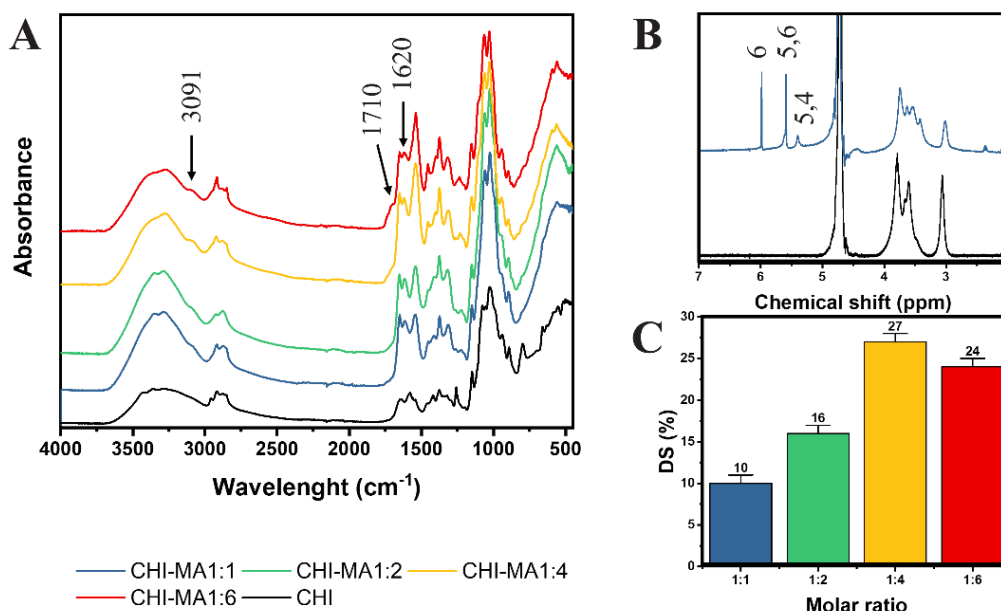 A
3091
1710
1620
Absorbance
4000 3500 3000 2500 2000 1500 1000 500
Wavelenght (cm-1)
CHI-MA1:1 CHI-MA1:2 CHI-MA1:4
CHI-MA1:6 CHI
B
6
5,6
5,4
7 6 5 4 3
Chemical shift (ppm)
C
30
25
20
15
10
5
0
DS (%)
10
16
27
24
1:1 1:2 1:4 1:6
Molar ratio